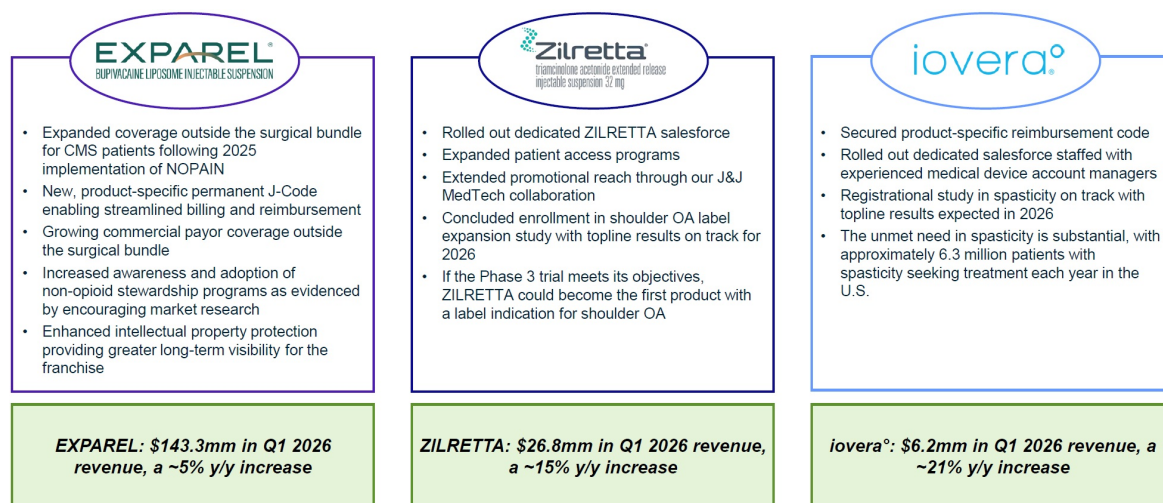 EXPAREL®
BUPIVACAINE LIPOSOME INJECTABLE SUSPENSION
• Expanded coverage outside the surgical bundle
for CMS patients following 2025
implementation of NOPAIN
• New, product-specific permanent J-Code
enabling streamlined billing and reimbursement
• Growing commercial payor coverage outside
the surgical bundle
• Increased awareness and adoption of
non-opioid stewardship programs as evidenced
by encouraging market research
• Enhanced intellectual property protection
providing greater long-term visibility for the
franchise
EXPAREL: $143.3mm in Q1 2026
revenue, a ~5% y/y increase
Zilretta®
triamcinolone acetonide extended release
injectable suspension 32 mg
• Rolled out dedicated ZILRETTA salesforce
• Expanded patient access programs
• Extended promotional reach through our J&J
MedTech collaboration
• Concluded enrollment in shoulder OA label
expansion study with topline results on track for
2026
• If the Phase 3 trial meets its objectives,
ZILRETTA could become the first product with
a label indication for shoulder OA
ZILRETTA: $26.8mm in Q1 2026 revenue,
a ~15% y/y increase
iovera°®
• Secured product-specific reimbursement code
• Rolled out dedicated salesforce staffed with
experienced medical device account managers
• Registrational study in spasticity on track with
topline results expected in 2026
• The unmet need in spasticity is substantial, with
approximately 6.3 million patients with
spasticity seeking treatment each year in the
U.S.
iovera°: $6.2mm in Q1 2026 revenue, a
~21% y/y increase